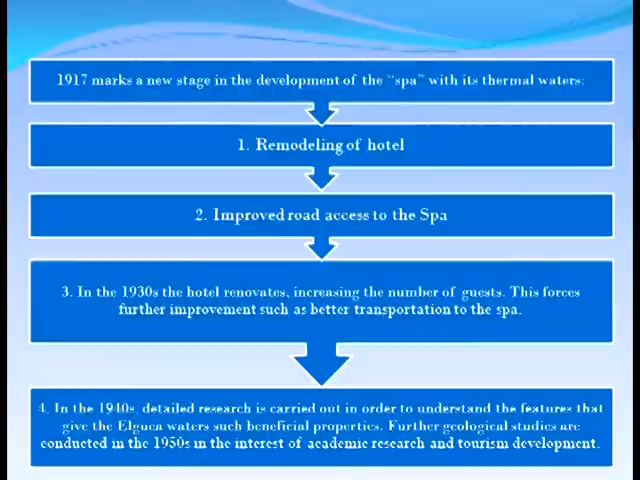 1917 marks a new stage in the development of the “spa” with its thermal waters:
1. Remodeling of hotel
2. Improved road access to the Spa
3. In the 1930s the hotel renovates, increasing the number of guests. This forces
further improvement such as better transportation to the spa.
4. In the 1940s, detailed research is carried out in order to understand the features that
give the Elguea waters such beneficial properties. Further geological studies are
conducted in the 1950s in the interest of academic research and tourism development.